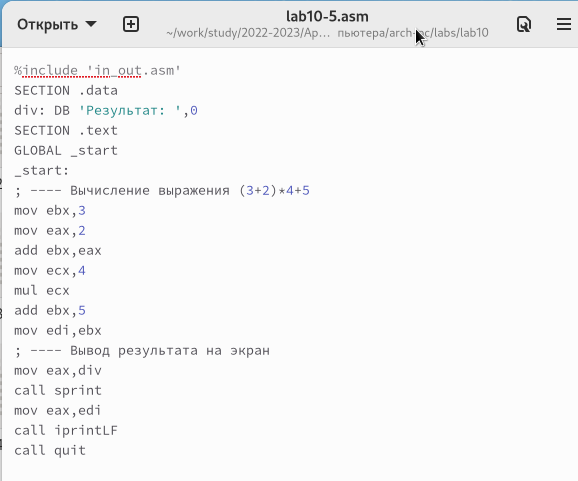 Открыть
lab10-5.asm
~/work/study/2022-2023/Ap... пьютера/arch-pc/labs/lab10
%include 'in_out.asm'
SECTION .data
div: DB 'Результат: ',0
SECTION .text
GLOBAL _start
_start:
; ---- Вычисление выражения (3+2)*4+5
mov ebx,3
mov eax,2
add ebx,eax
mov ecx,4
mul ecx
add ebx,5
mov edi,ebx
; ---- Вывод результата на экран
mov eax,div
call sprint
mov eax,edi
call iprintLF
call quit